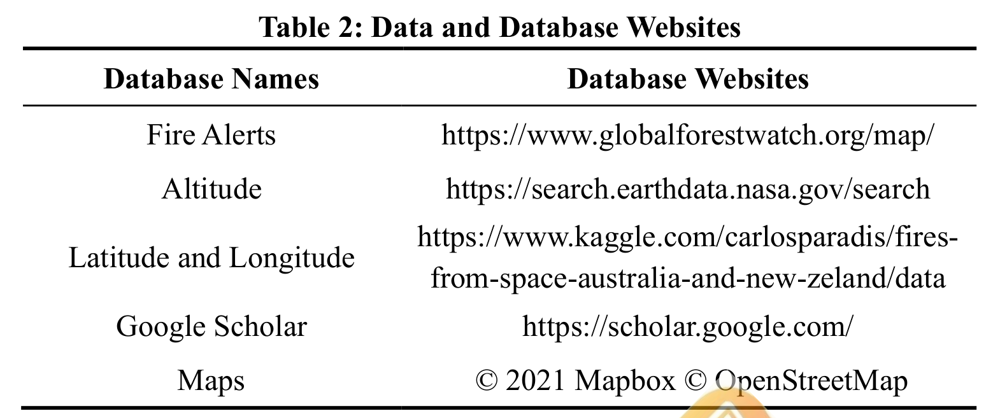 Table 2: Data and Database Websites
Database Names Database Websites
Fire Alerts https://www.globalforestwatch.org/map/
Altitude https://search.earthdata.nasa.gov/search
Latitude and Longitude https://www.kaggle.com/carlosparadis/fires-
from-space-australia-and-new-zeland/data
Google Scholar https://scholar.google.com/
Maps © 2021 Mapbox © OpenStreetMap